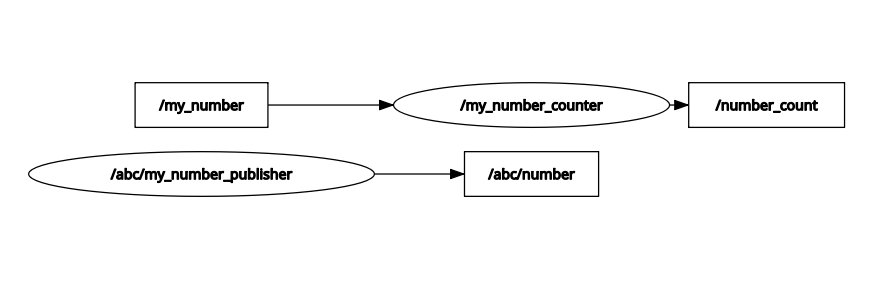 /my_number
/my_number_counter
/number_count
/abc/my_number_publisher
/abc/number